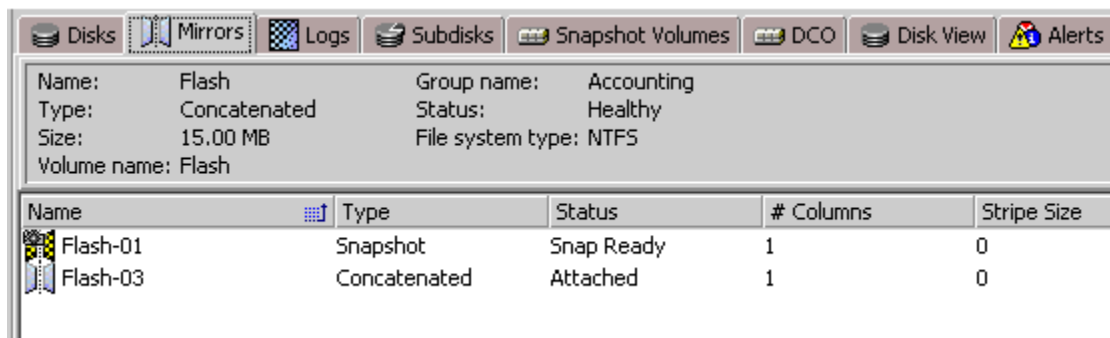 Disks Mirrors Logs Subdisks Snapshot Volumes DCO Disk View Alerts
Name: Flash Group name: Accounting
Type: Concatenated Status: Healthy
Size: 15.00 MB File system type: NTFS
Volume name: Flash
Name Type Status # Columns Stripe Size
Flash-01 Snapshot Snap Ready 1 0
Flash-03 Concatenated Attached 1 0